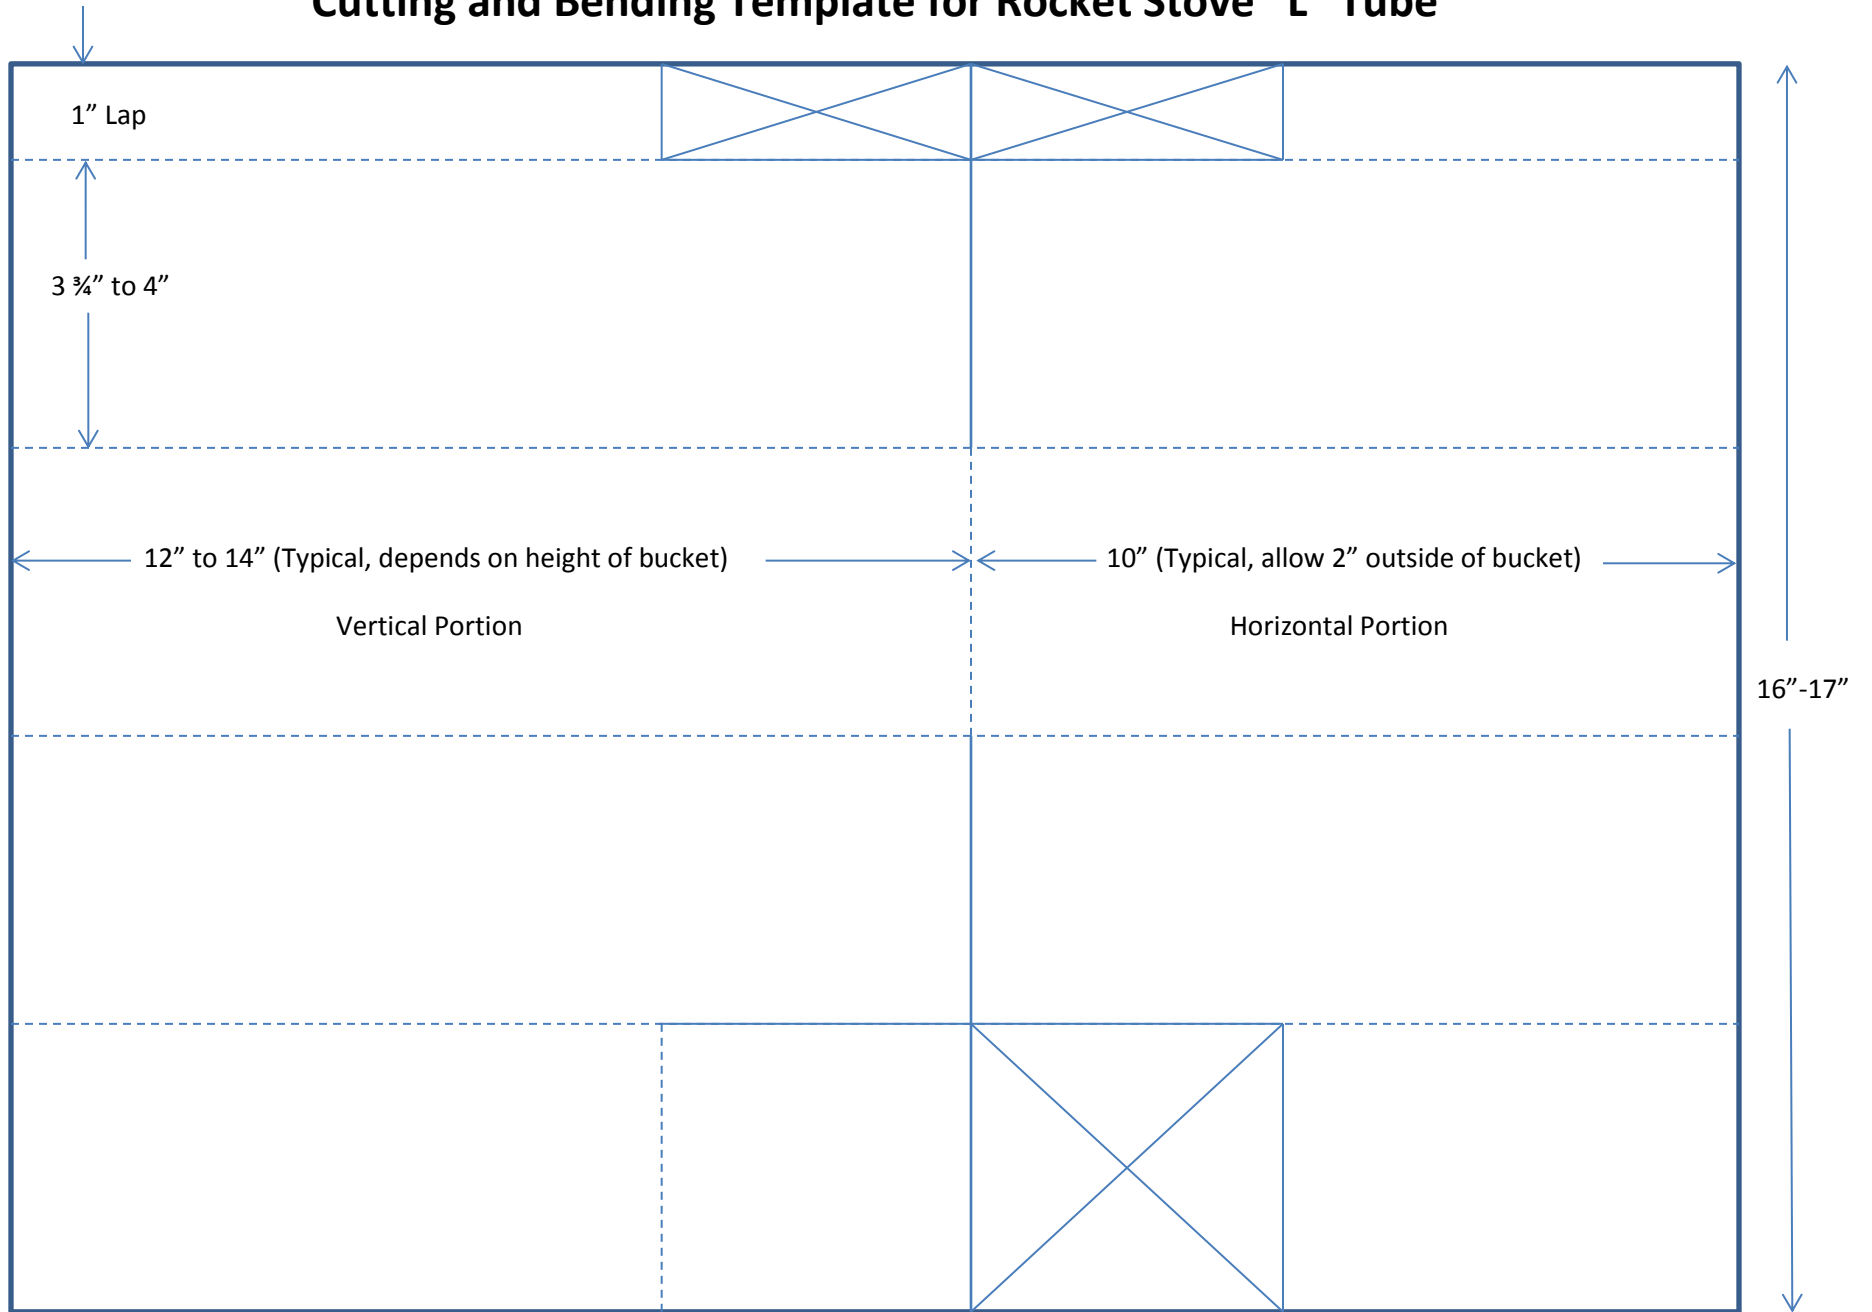 Cutting and Bending Template for Rocket Stove “L” Tube
1” Lap
3 ¾” to 4”
12” to 14” (Typical, depends on height of bucket)
10” (Typical, allow 2” outside of bucket)
Vertical Portion
Horizontal Portion
16”-17”